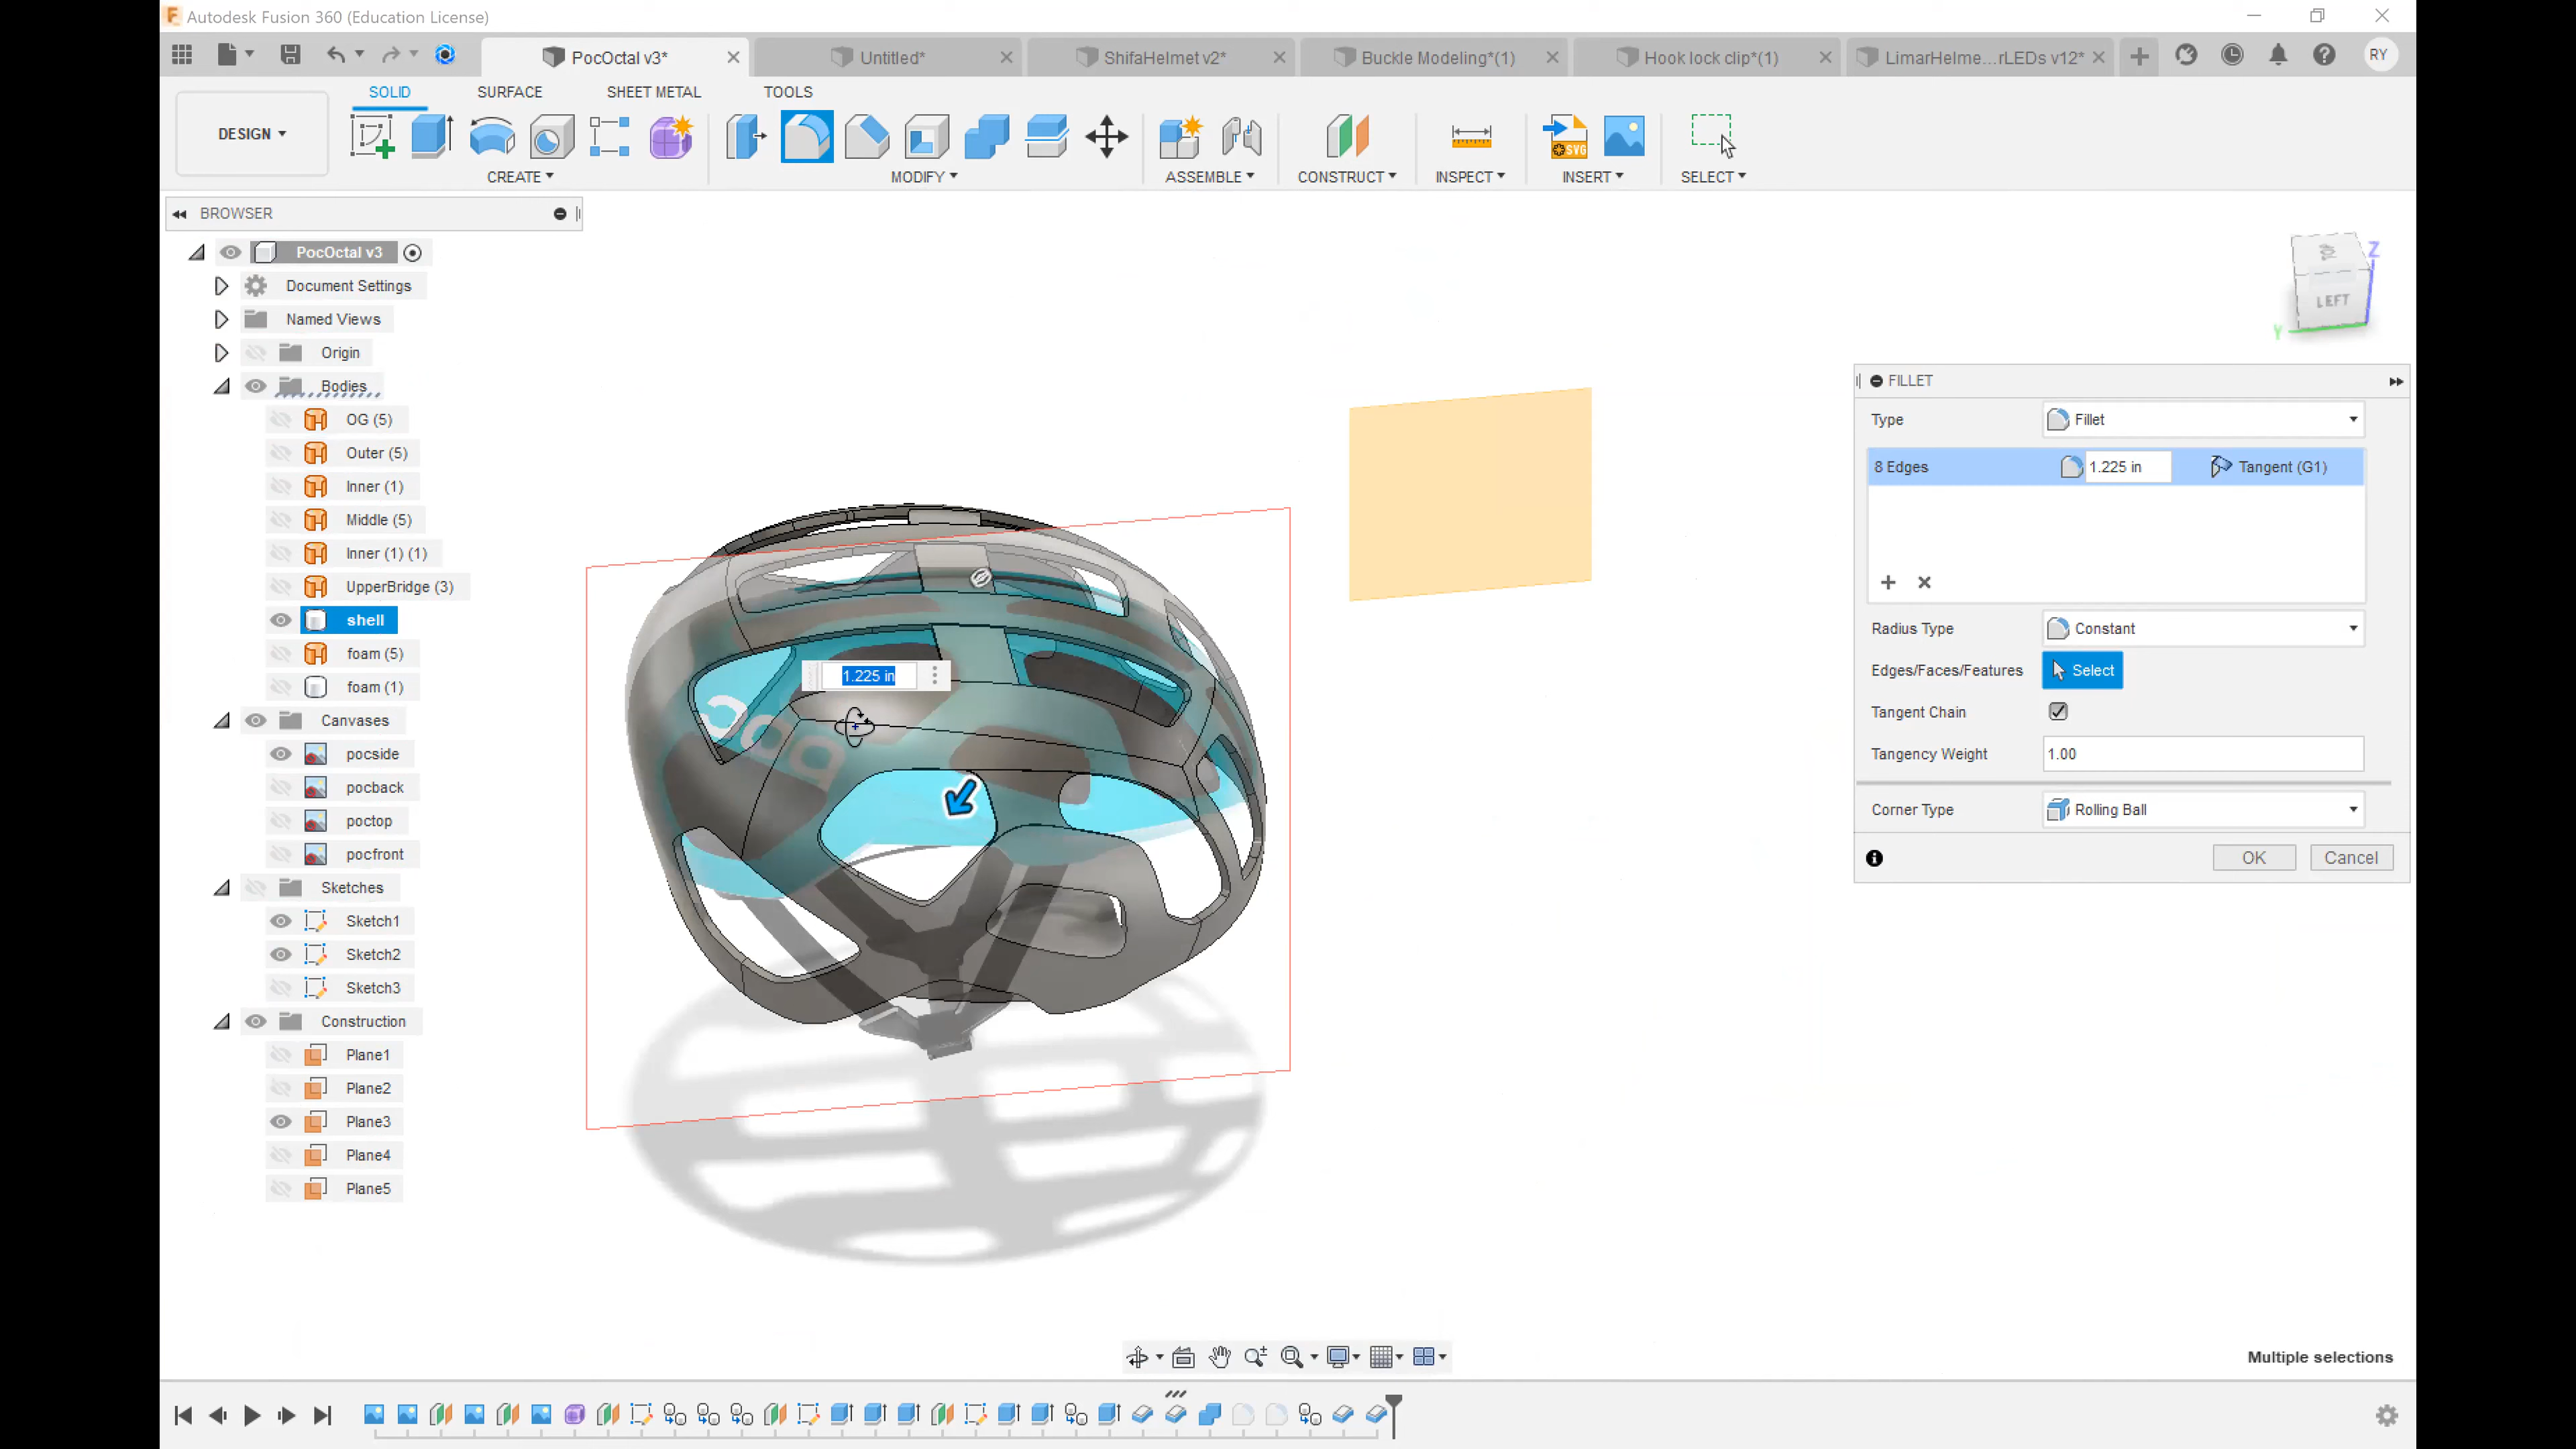 Autodesk Fusion 360 (Education License)
PocOctal v3*
Untitled*
ShifaHelmet v2*
Buckle Modeling*(1)
Hook lock clip*(1)
LimarHelme...rLEDs v12*
RY
SOLID
SURFACE
SHEET METAL
TOOLS
DESIGN
CREATE
MODIFY
ASSEMBLE
CONSTRUCT
INSPECT
SVG
INSERT
SELECT
BROWSER
PocOctal v3
Document Settings
Named Views
Origin
Bodies
OG (5)
Outer (5)
Inner (1)
Middle (5)
Inner (1) (1)
UpperBridge (3)
shell
foam (5)
foam (1)
Canvases
pocside
pocback
poctop
pocfront
Sketches
Sketch1
Sketch2
Sketch3
Construction
Plane1
Plane2
Plane3
Plane4
Plane5
1.225 in
Z
LEFT
Y
FILLET
Type
Fillet
8 Edges
1.225 in
Tangent (G1)
Radius Type
Constant
Edges/Faces/Features
Select
Tangent Chain
Tangency Weight
1.00
Corner Type
Rolling Ball
OK
Cancel
Multiple selections